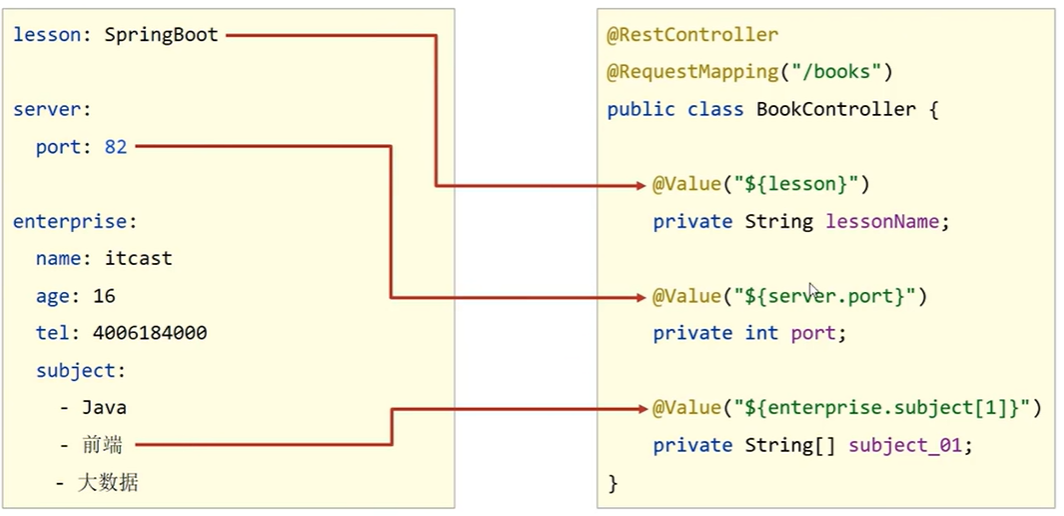 lesson: SpringBoot
server:
port: 82
enterprise:
name: itcast
age: 16
tel: 4006184000
subject:
- Java
- 前端
- 大数据
@RestController
@RequestMapping("/books")
public class BookController {
@Value("${lesson}")
private String lessonName;
@Value("${server.port}")
private int port;
@Value("${enterprise.subject[1]}")
private String[] subject_01;
}